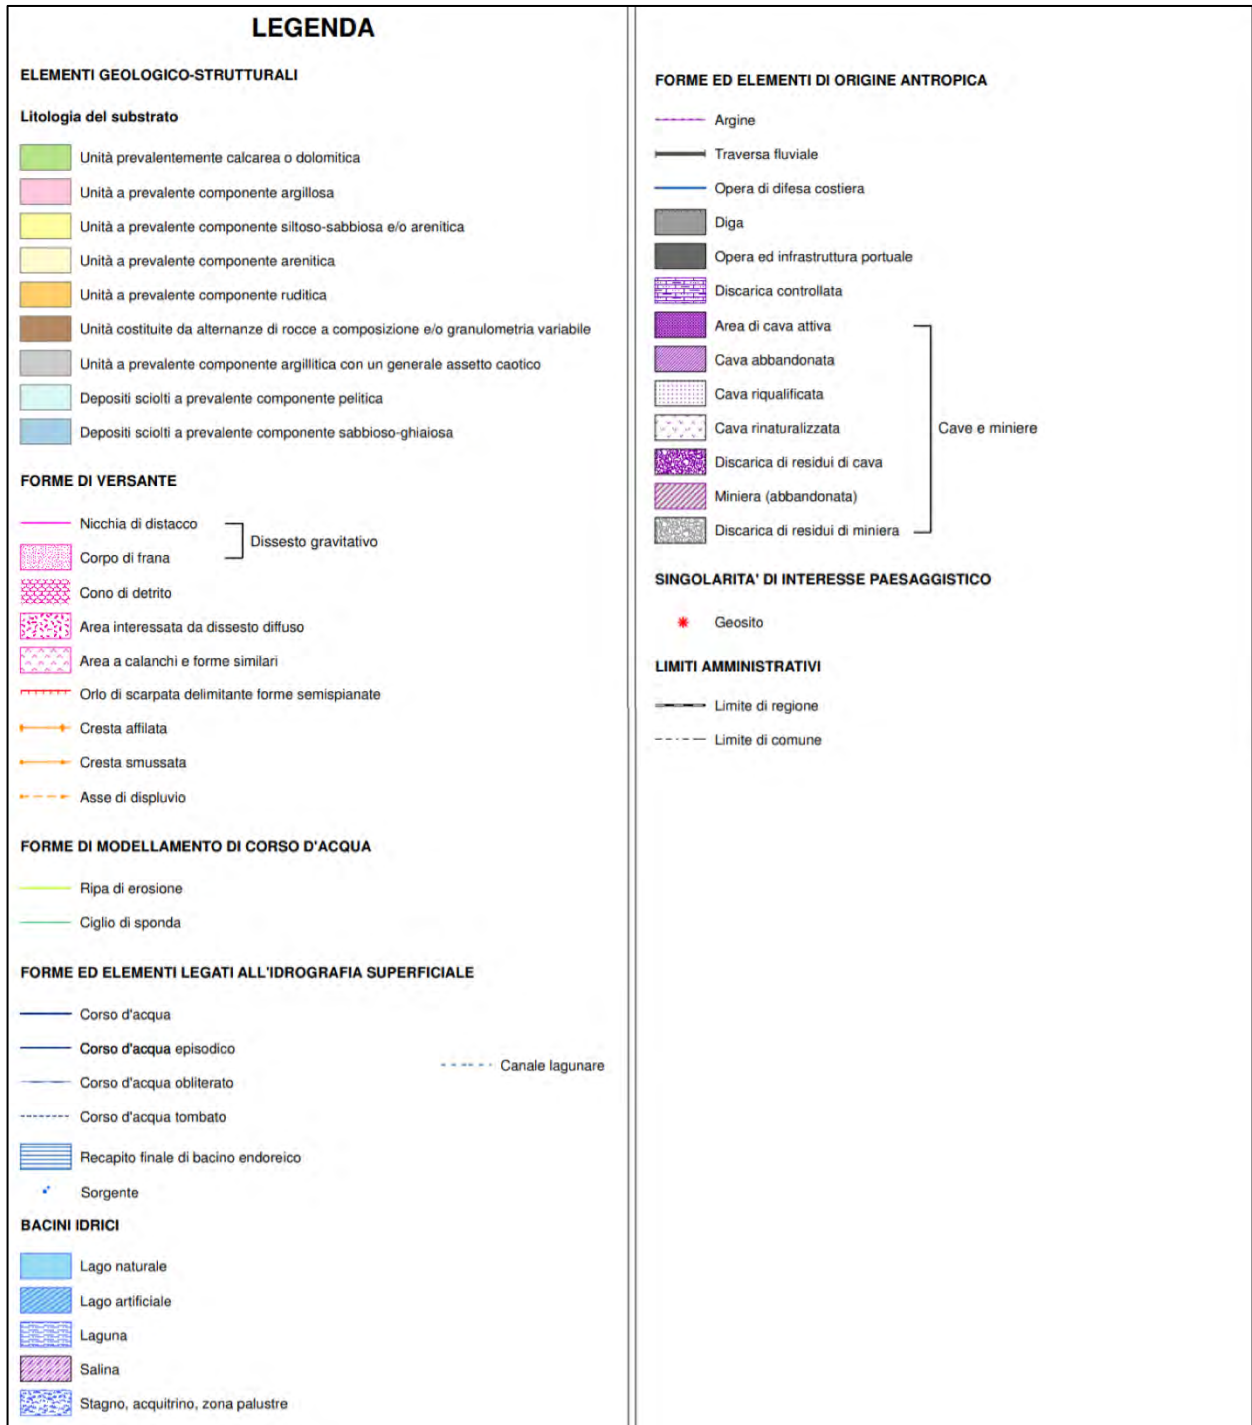 LEGENDA
ELEMENTI GEOLOGICO-STRUTTURALI
Litologia del substrato
Unità prevalentemente calcarea o dolomitica
Unità a prevalente componente argillosa
Unità a prevalente componente siltoso-sabbiosa e/o arenitica
Unità a prevalente componente arenitica
Unità a prevalente componente ruditica
Unità costituite da alternanze di rocce a composizione e/o granulometria variabile
Unità a prevalente componente argillitica con un generale assetto caotico
Depositi sciolti a prevalente componente pelitica
Depositi sciolti a prevalente componente sabbioso-ghiaiosa
FORME DI VERSANTE
Nicchia di distacco
Corpo di frana
Dissesto gravitativo
Cono di detrito
Area interessata da dissesto diffuso
Area a calanchi e forme similari
Orlo di scarpata delimitante forme semispianate
Cresta affilata
Cresta smussata
Asse di displuvio
FORME DI MODELLAMENTO DI CORSO D'ACQUA
Ripa di erosione
Ciglio di sponda
FORME ED ELEMENTI LEGATI ALL'IDROGRAFIA SUPERFICIALE
Corso d'acqua
Corso d'acqua episodico
Corso d'acqua obliterato
Corso d'acqua tombato
Canale lagunare
Recapito finale di bacino endoreico
Sorgente
BACINI IDRICI
Lago naturale
Lago artificiale
Laguna
Salina
Stagno, acquitrino, zona palustre
FORME ED ELEMENTI DI ORIGINE ANTROPICA
Argine
Traversa fluviale
Opera di difesa costiera
Diga
Opera ed infrastruttura portuale
Discarica controllata
Area di cava attiva
Cava abbandonata
Cava riqualificata
Cava rinaturalizzata
Discarica di residui di cava
Miniera (abbandonata)
Discarica di residui di miniera
Cave e miniere
SINGOLARITA' DI INTERESSE PAESAGGISTICO
Geosito
LIMITI AMMINISTRATIVI
Limite di regione
Limite di comune